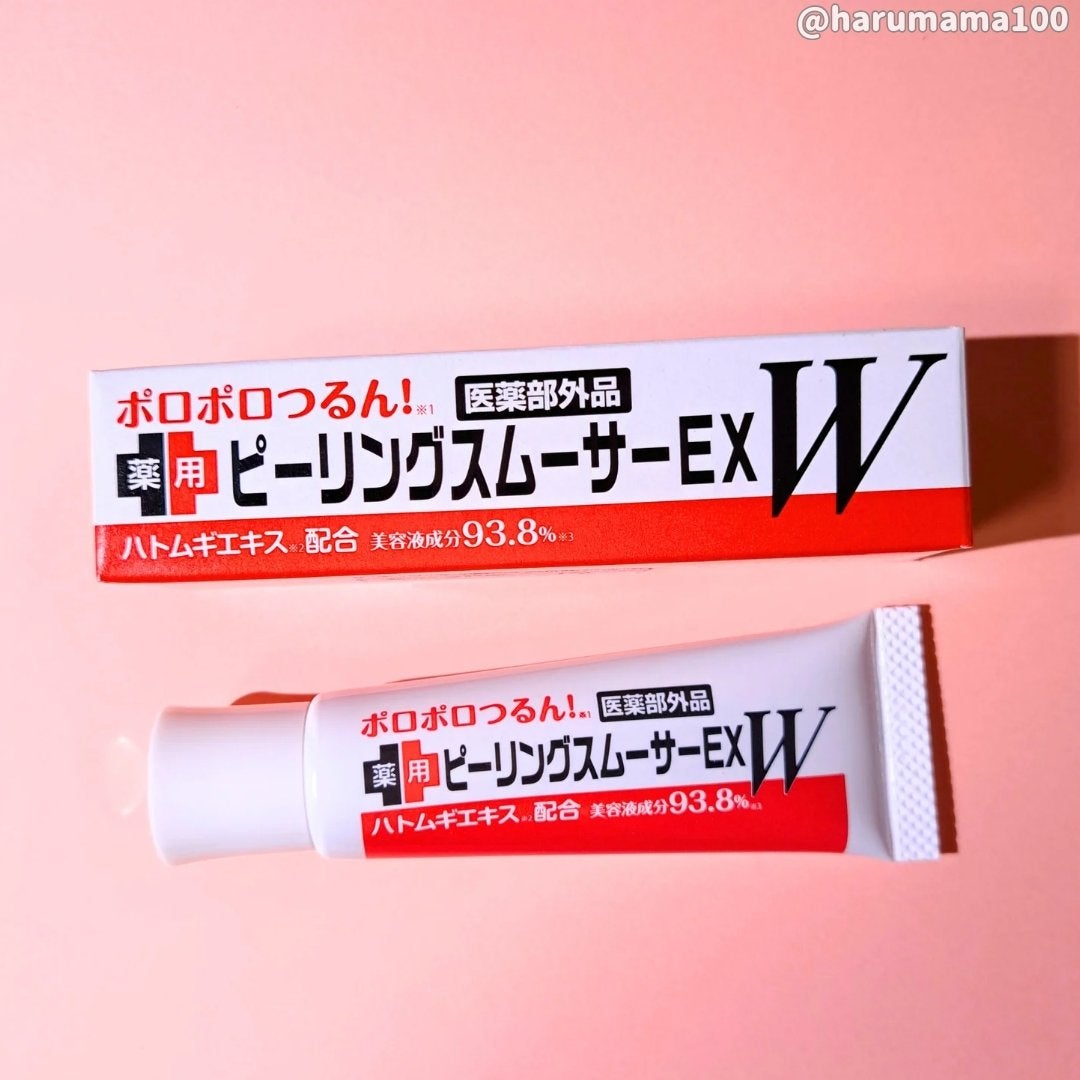 @harumama100
ポロポロつるん!※1 医薬部外品
薬用 ピーリングスムーサーEX W
ハトムギエキス※2配合 美容液成分93.8%※3
ポロポロつるん!※1 医薬部外品
薬用 ピーリングスムーサーEX W
ハトムギエキス※2配合 美容液成分93.8%※3